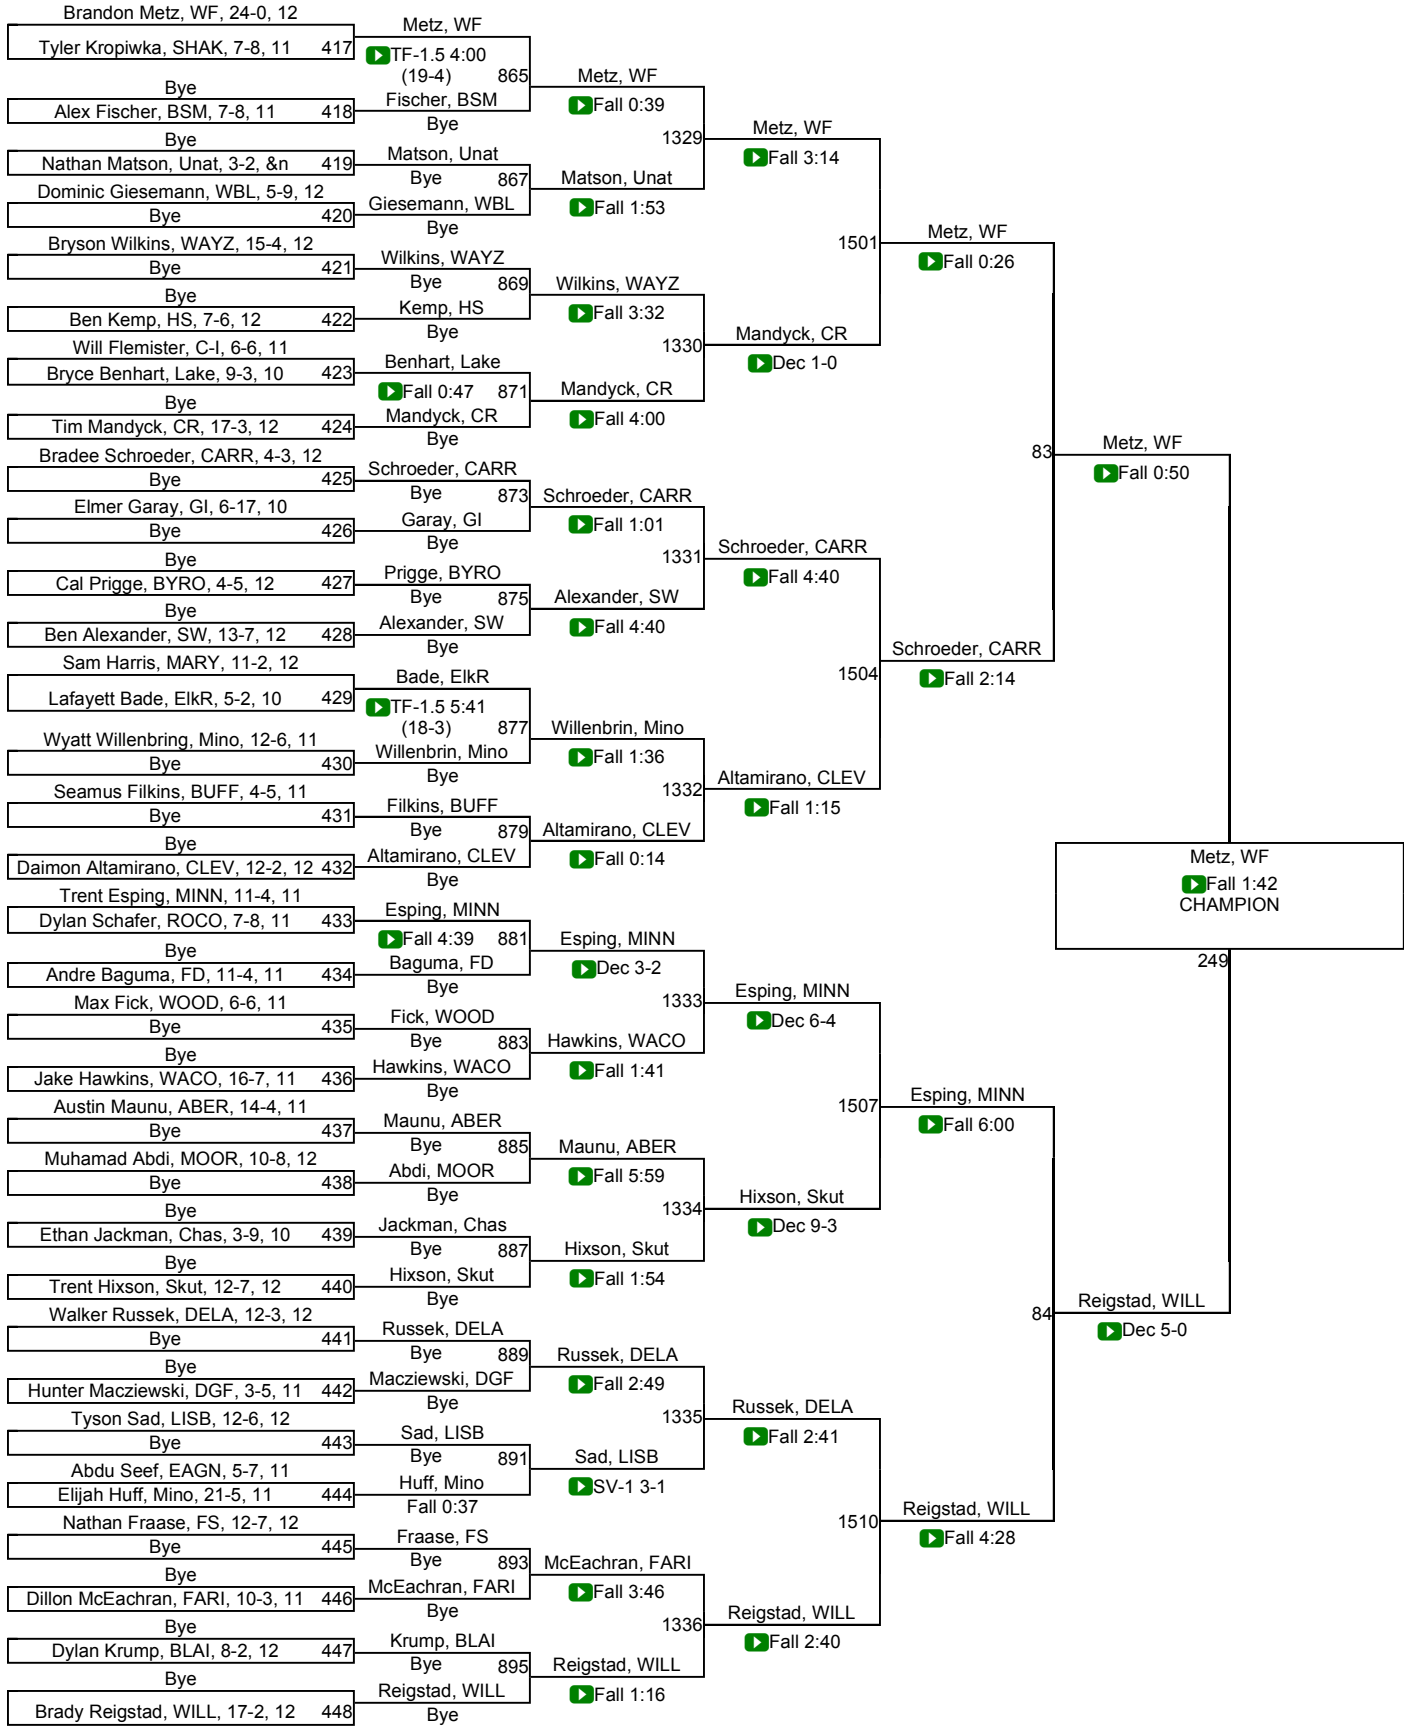 Brandon Metz, WF, 24-0, 12
Tyler Kropiwka, SHAK, 7-8, 11 417
Bye
Alex Fischer, BSM, 7-8, 11 418
Bye
Nathan Matson, Unat, 3-2, &n 419
Dominic Giesemann, WBL, 5-9, 12
Bye 420
Bryson Wilkins, WAYZ, 15-4, 12
Bye 421
Bye
Ben Kemp, HS, 7-6, 12 422
Will Flemister, C-I, 6-6, 11
Bryce Benhart, Lake, 9-3, 10 423
Bye
Tim Mandyck, CR, 17-3, 12 424
Bradee Schroeder, CARR, 4-3, 12
Bye 425
Elmer Garay, GI, 6-17, 10
Bye 426
Bye
Cal Prigge, BYRO, 4-5, 12 427
Bye
Ben Alexander, SW, 13-7, 12 428
Sam Harris, MARY, 11-2, 12
Lafayett Bade, ElkR, 5-2, 10 429
Wyatt Willenbring, Mino, 12-6, 11
Bye 430
Seamus Filkins, BUFF, 4-5, 11
Bye 431
Bye
Daimon Altamirano, CLEV, 12-2, 12 432
Trent Esping, MINN, 11-4, 11
Dylan Schafer, ROCO, 7-8, 11 433
Bye
Andre Baguma, FD, 11-4, 11 434
Max Fick, WOOD, 6-6, 11
Bye 435
Bye
Jake Hawkins, WACO, 16-7, 11 436
Austin Maunu, ABER, 14-4, 11
Bye 437
Muhamad Abdi, MOOR, 10-8, 12
Bye 438
Bye
Ethan Jackman, Chas, 3-9, 10 439
Bye
Trent Hixson, Skut, 12-7, 12 440
Walker Russek, DELA, 12-3, 12
Bye 441
Bye
Hunter Macziewski, DGF, 3-5, 11 442
Tyson Sad, LISB, 12-6, 12
Bye 443
Abdu Seef, EAGN, 5-7, 11
Elijah Huff, Mino, 21-5, 11 444
Nathan Fraase, FS, 12-7, 12
Bye 445
Bye
Dillon McEachran, FARI, 10-3, 11 446
Bye
Dylan Krump, BLAI, 8-2, 12 447
Bye
Brady Reigstad, WILL, 17-2, 12 448
Metz, WF
TF-1.5 4:00
(19-4) 865
Fischer, BSM
Bye
Matson, Unat
Bye 867
Giesemann, WBL
Bye
Wilkins, WAYZ
Bye 869
Kemp, HS
Bye
Benhart, Lake
Fall 0:47 871
Mandyck, CR
Bye
Schroeder, CARR
Bye 873
Garay, GI
Bye
Prigge, BYRO
Bye 875
Alexander, SW
Bye
Bade, ElkR
TF-1.5 5:41
(18-3) 877
Willenbrin, Mino
Bye
Filkins, BUFF
Bye 879
Altamirano, CLEV
Bye
Esping, MINN
Fall 4:39 881
Baguma, FD
Bye
Fick, WOOD
Bye 883
Hawkins, WACO
Bye
Maunu, ABER
Bye 885
Abdi, MOOR
Bye
Jackman, Chas
Bye 887
Hixson, Skut
Bye
Russek, DELA
Bye 889
Macziewski, DGF
Bye
Sad, LISB
Bye 891
Huff, Mino
Fall 0:37
Fraase, FS
Bye 893
McEachran, FARI
Bye
Krump, BLAI
Bye 895
Reigstad, WILL
Bye
Metz, WF
Fall 0:39
1329
Matson, Unat
Fall 1:53
Wilkins, WAYZ
Fall 3:32
1330
Mandyck, CR
Fall 4:00
Schroeder, CARR
Fall 1:01
1331
Alexander, SW
Fall 4:40
Willenbrin, Mino
Fall 1:36
1332
Altamirano, CLEV
Fall 0:14
Esping, MINN
Dec 3-2
1333
Hawkins, WACO
Fall 1:41
Maunu, ABER
Fall 5:59
1334
Hixson, Skut
Fall 1:54
Russek, DELA
Fall 2:49
1335
Sad, LISB
SV-1 3-1
McEachran, FARI
Fall 3:46
1336
Reigstad, WILL
Fall 1:16
Metz, WF
Fall 3:14
1501
Mandyck, CR
Dec 1-0
Schroeder, CARR
Fall 4:40
1504
Altamirano, CLEV
Fall 1:15
Esping, MINN
Dec 6-4
1507
Hixson, Skut
Dec 9-3
Russek, DELA
Fall 2:41
1510
Reigstad, WILL
Fall 2:40
Metz, WF
Fall 0:26
83
Schroeder, CARR
Fall 2:14
Esping, MINN
Fall 6:00
84
Reigstad, WILL
Fall 4:28
Metz, WF
Fall 0:50
Metz, WF
Fall 1:42
CHAMPION
249
Reigstad, WILL
Dec 5-0